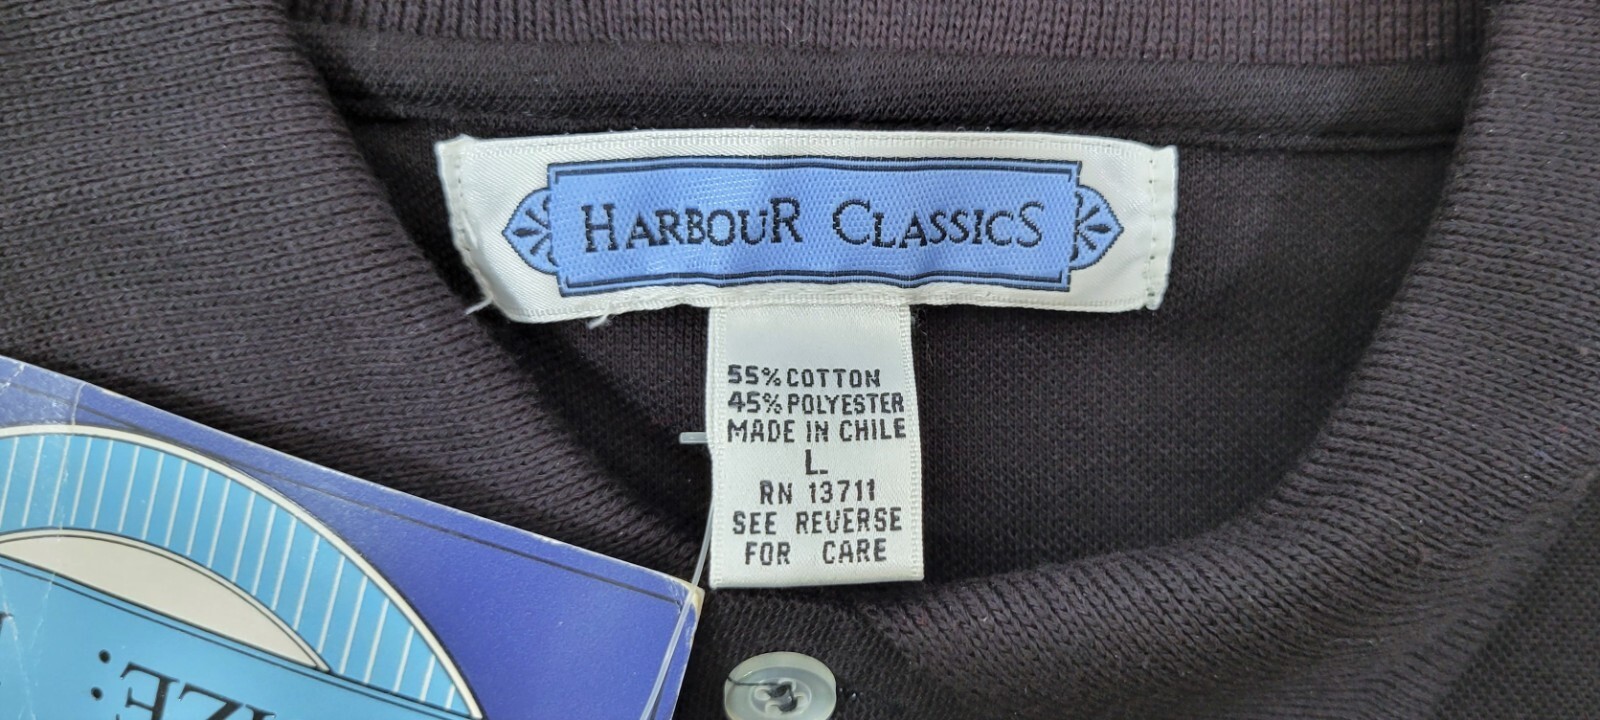 HARBOUR CLASSICS
55% COTTON
45% POLYESTER
MADE IN CHILE
L.
RN 13711
SEE REVERSE
FOR CARE